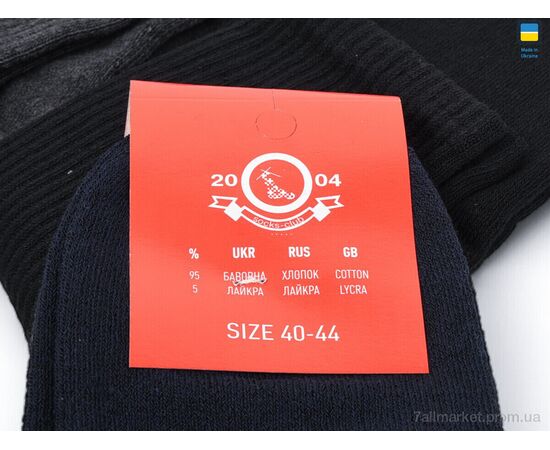 Made in
Ukraine
20 04
socks-club
% UKR RUS GB
95 БАВОВНА ХЛОПОК COTTON
5 ЛАЙКРА ЛАЙКРА LYCRA
SIZE 40-44
7allmarket.prom.ua